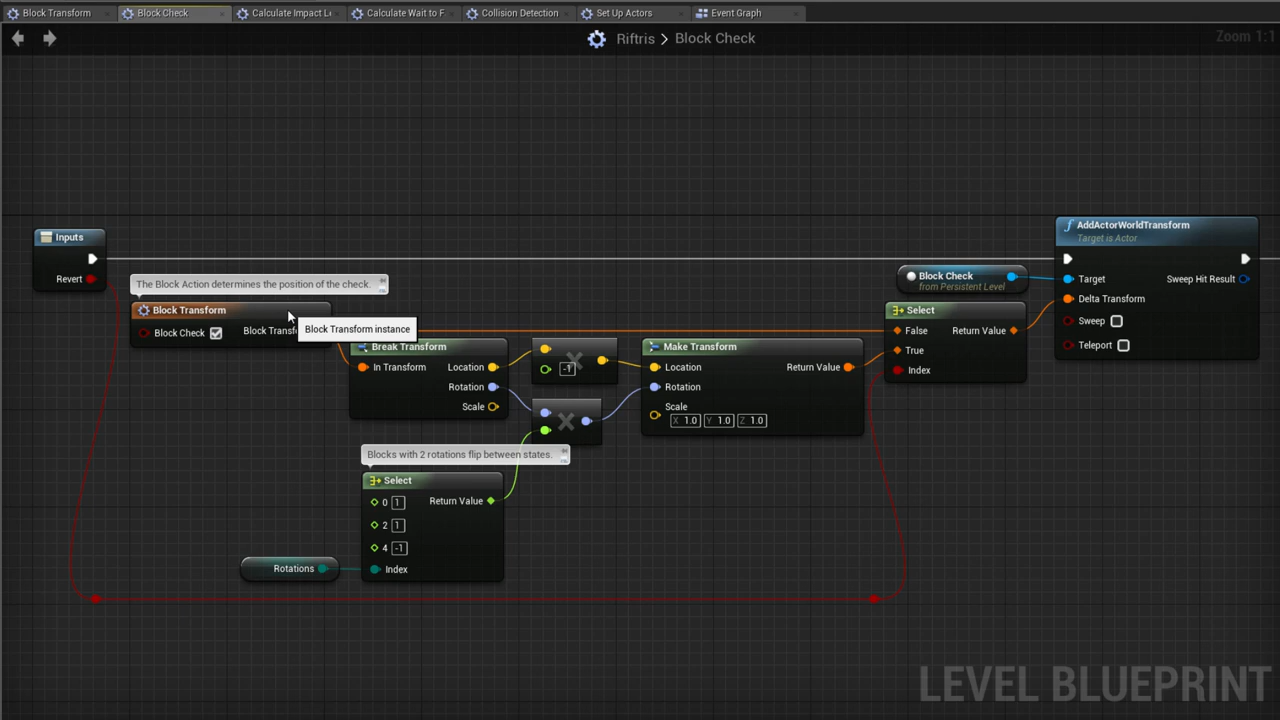 Block Transform
Block Check
Calculate Impact L
Calculate Wait to F
Collision Detection
Set Up Actors
Event Graph
Riftris > Block Check
Zoom 1:1
Inputs
Revert
The Block Action determines the position of the check.
Block Transform
Block Check
Block Transf
Block Transform instance
Break Transform
In Transform
Location
Rotation
Scale
-1
Make Transform
Location
Rotation
Scale
X 1.0 Y 1.0 Z 1.0
Return Value
Blocks with 2 rotations flip between states.
Select
0 1
2 1
4 -1
Index
Return Value
Rotations
Block Check
from Persistent Level
Select
False
True
Index
Return Value
AddActorWorldTransform
Target is Actor
Target
Delta Transform
Sweep
Teleport
Sweep Hit Result
LEVEL BLUEPRINT